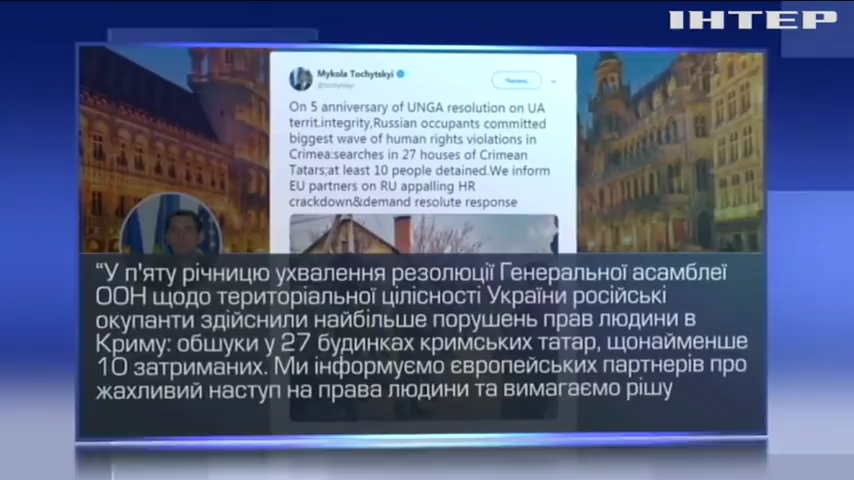 ІНТЕР
Mykola Tochytskyi
@tochytskyi
Читать
On 5 anniversary of UNGA resolution on UA
territ.integrity,Russian occupants committed
biggest wave of human rights violations in
Crimea:searches in 27 houses of Crimean
Tatars;at least 10 people detained.We inform
EU partners on RU appalling HR
crackdown&demand resolute response
“У п'яту річницю ухвалення резолюції Генеральної асамблеї
ООН щодо територіальної цілісності України російські
окупанти здійснили найбільше порушень прав людини в
Криму: обшуки у 27 будинках кримських татар, щонайменше
10 затриманих. Ми інформуємо європейських партнерів про
жахливий наступ на права людини та вимагаємо рішу